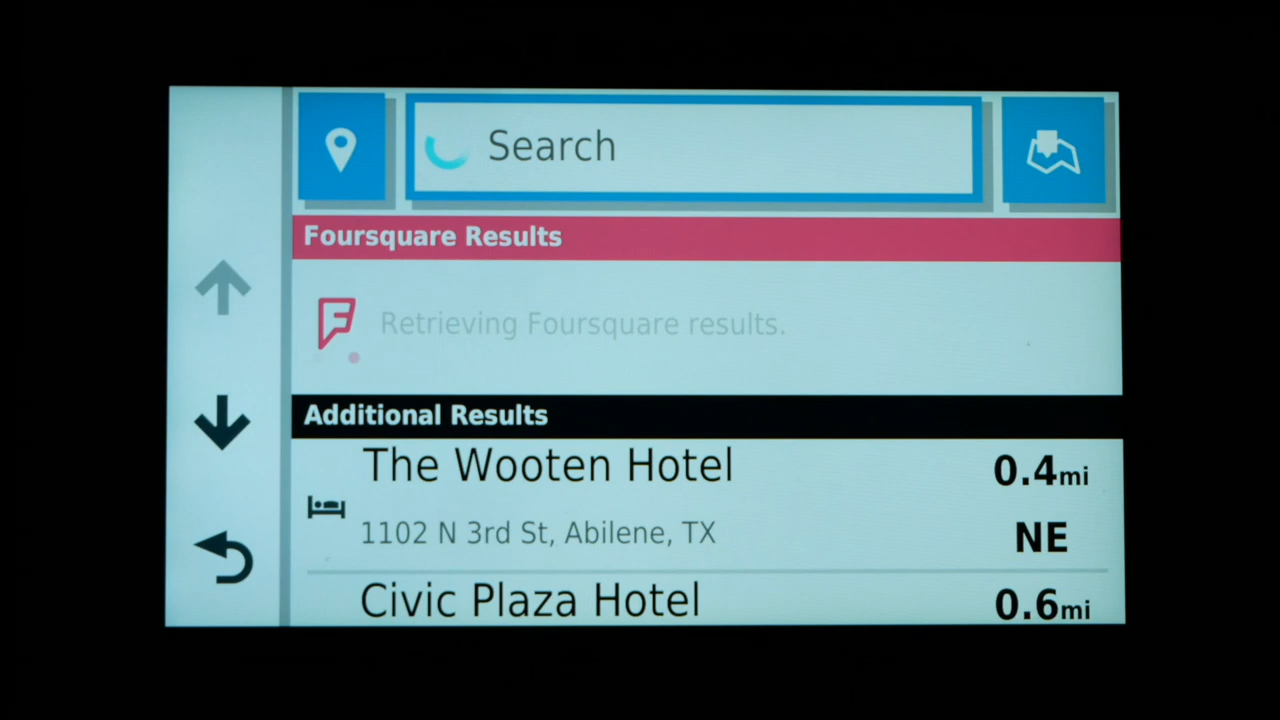 Search
Foursquare Results
Retrieving Foursquare results.
Additional Results
The Wooten Hotel 0.4mi
1102 N 3rd St, Abilene, TX NE
Civic Plaza Hotel 0.6mi